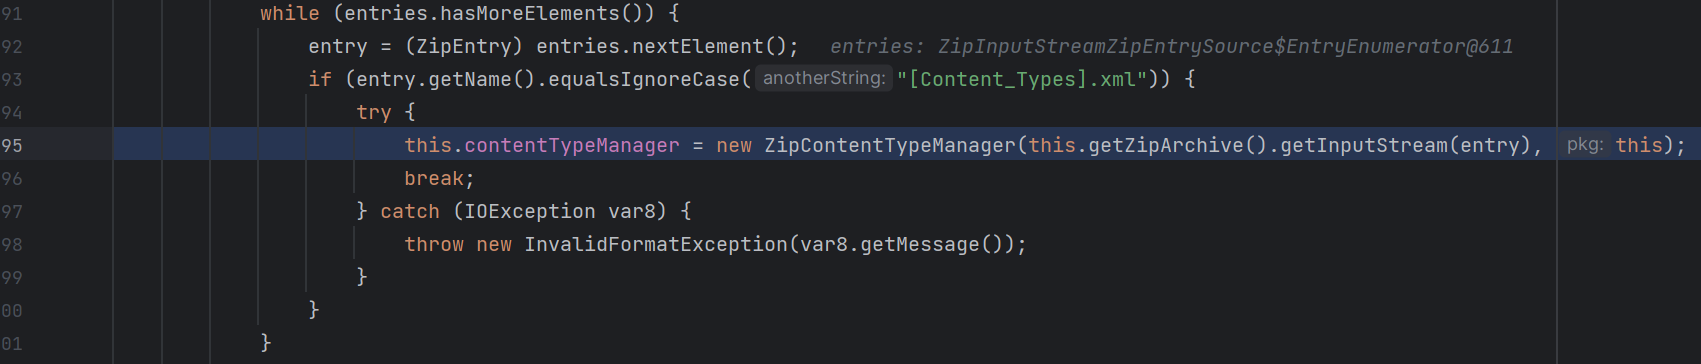 91 while (entries.hasMoreElements()) {
92 entry = (ZipEntry) entries.nextElement(); entries: ZipInputStreamZipEntrySource$EntryEnumerator@611
93 if (entry.getName().equalsIgnoreCase( anotherString: "[Content_Types].xml")) {
94 try {
95 this.contentTypeManager = new ZipContentTypeManager(this.getZipArchive().getInputStream(entry), pkg: this);
96 break;
97 } catch (IOException var8) {
98 throw new InvalidFormatException(var8.getMessage());
99 }
00 }
01 }